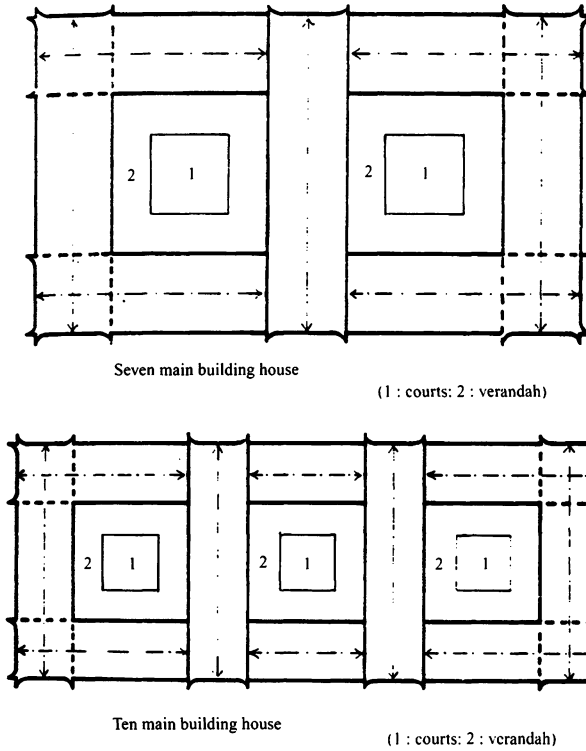 2 1 2 1
Seven main building house
(1 : courts: 2 : verandah)
2 1 2 1 2 1
Ten main building house
(1 : courts: 2 : verandah)